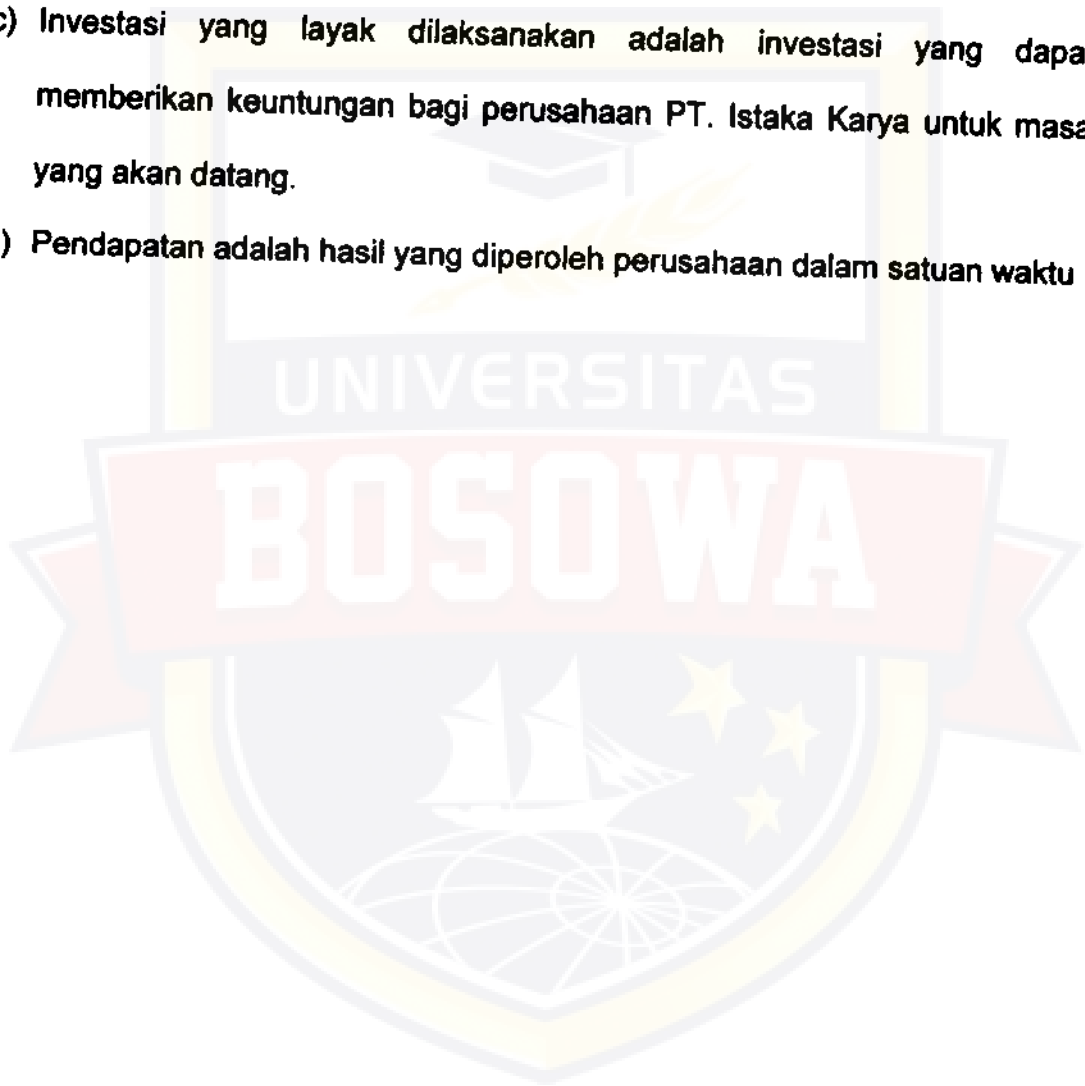 c) Investasi yang layak dilaksanakan adalah investasi yang dapa
memberikan keuntungan bagi perusahaan PT. Istaka Karya untuk masa
yang akan datang.
) Pendapatan adalah hasil yang diperoleh perusahaan dalam satuan waktu
UNIVERSITAS
BOSOWA